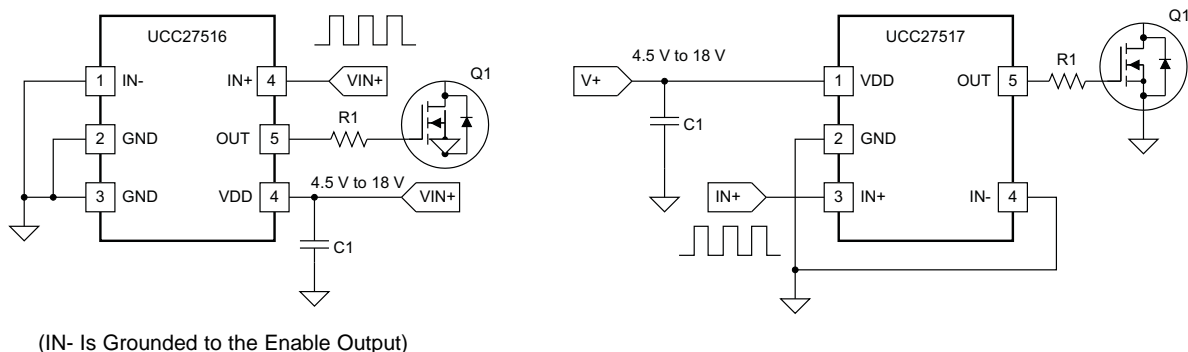 UCC27516
1 IN-
IN+ 4
VIN+
2 GND
OUT 5
R1
Q1
3 GND
VDD 4
4.5 V to 18 V
VIN+
C1
(IN- Is Grounded to the Enable Output)
UCC27517
V+
4.5 V to 18 V
1 VDD
OUT 5
R1
Q1
C1
2 GND
IN+
3 IN+
IN- 4